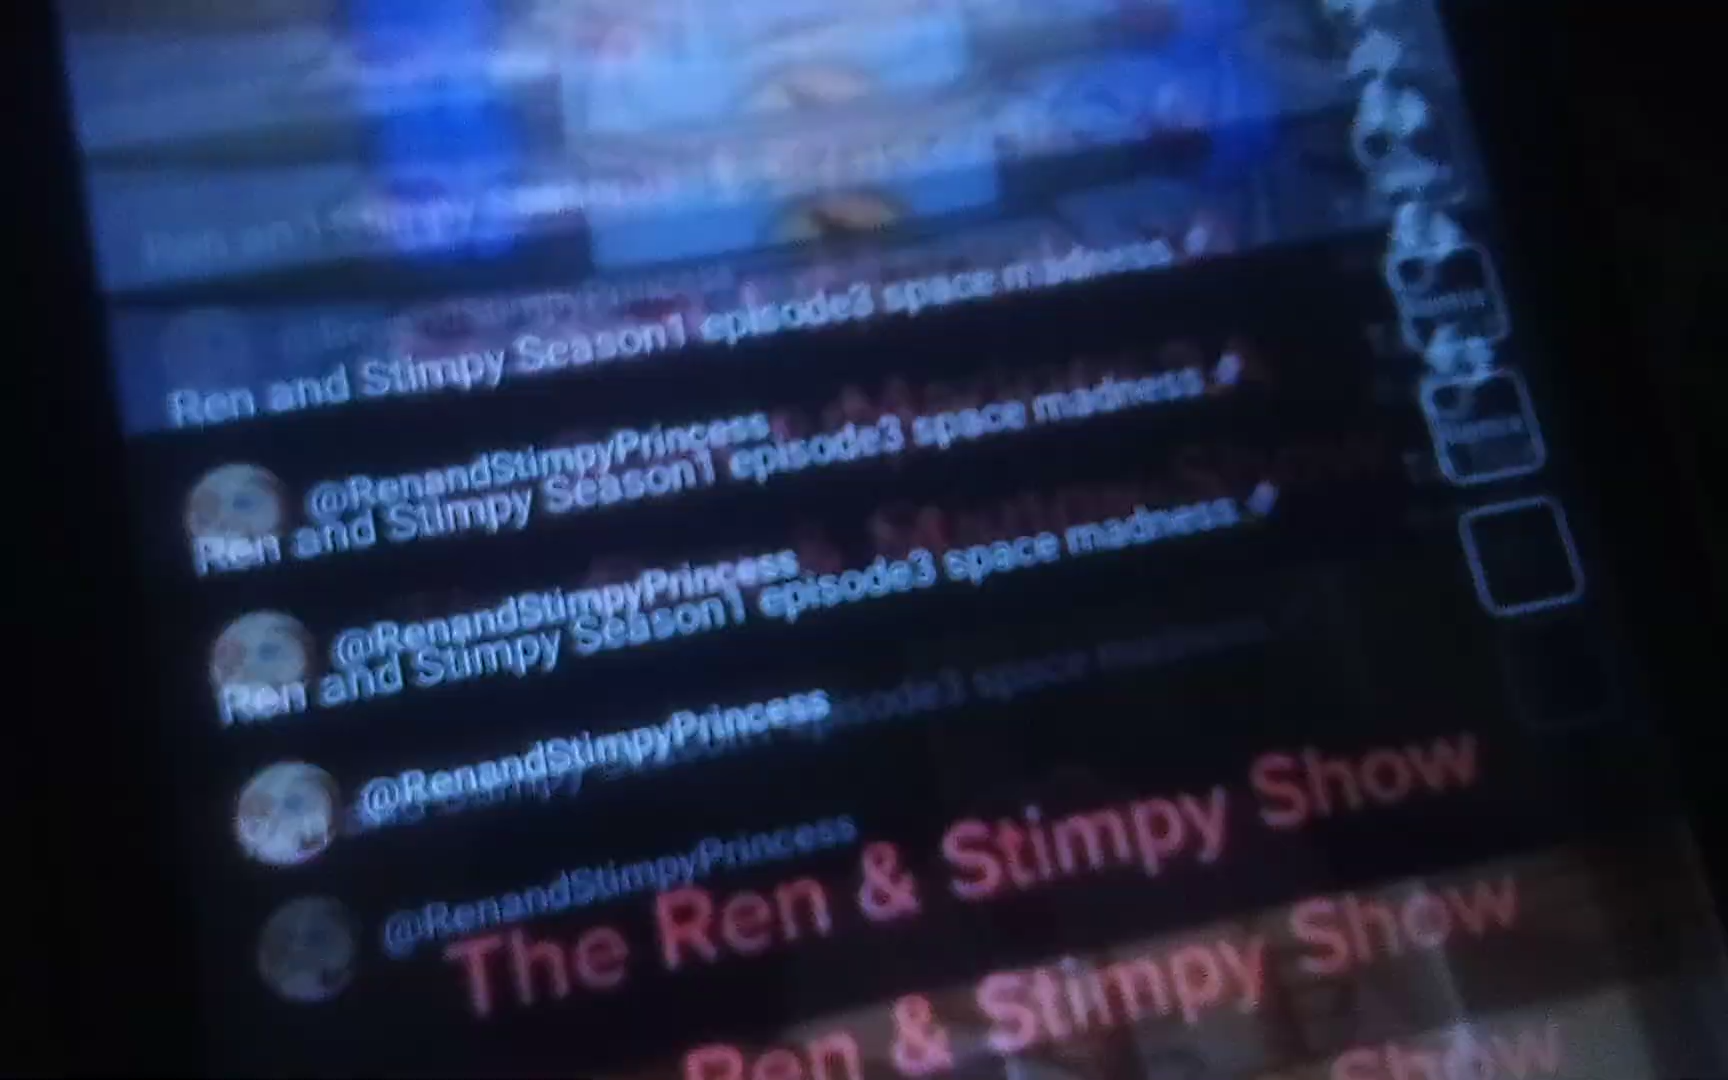 Ren and Stimpy Season1 episode3 space madness
@RenandStimpyPrincess
Ren and Stimpy Season1 episode3 space madness
@RenandStimpyPrincess
Ren and Stimpy Season1 episode3 space madness
@RenandStimpyPrincess
@RenandStimpyPrincess
The Ren & Stimpy Show
Ren & Stimpy Show
Show